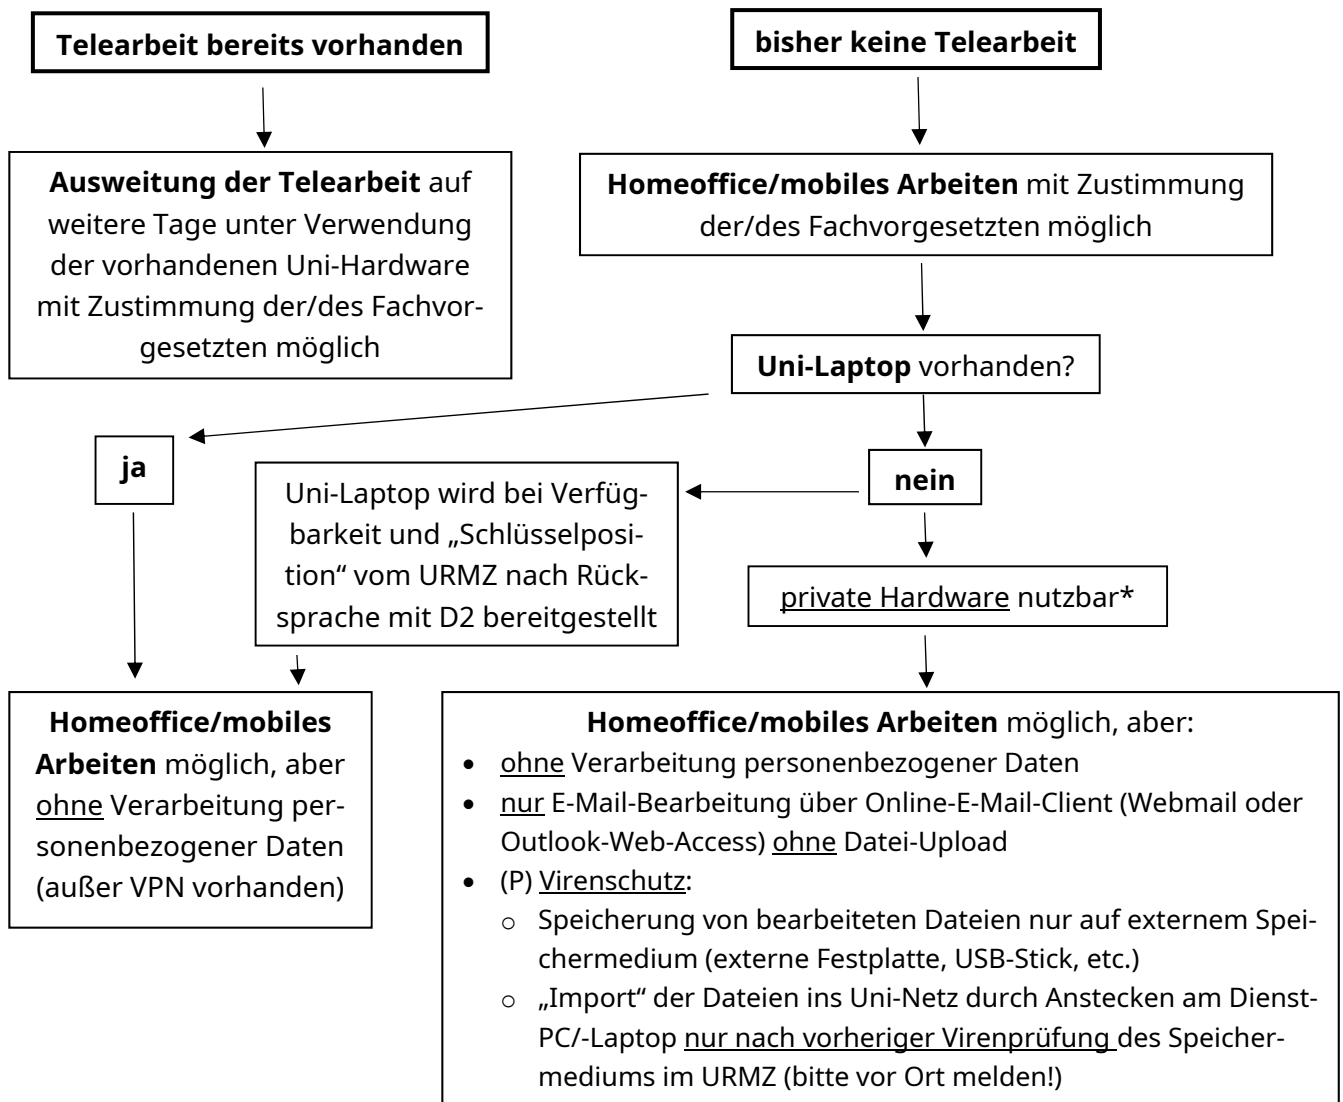 Telearbeit bereits vorhanden
bisher keine Telearbeit
Ausweitung der Telearbeit auf
weitere Tage unter Verwendung
der vorhandenen Uni-Hardware
mit Zustimmung der/des Fachvor-
gesetzten möglich
Homeoffice/mobiles Arbeiten mit Zustimmung
der/des Fachvorgesetzten möglich
Uni-Laptop vorhanden?
ja
nein
Uni-Laptop wird bei Verfüg-
barkeit und „Schlüsselposi-
tion“ vom URMZ nach Rück-
sprache mit D2 bereitgestellt
private Hardware nutzbar*
Homeoffice/mobiles
Arbeiten möglich, aber
ohne Verarbeitung per-
sonenbezogener Daten
(außer VPN vorhanden)
Homeoffice/mobiles Arbeiten möglich, aber:
• ohne Verarbeitung personenbezogener Daten
• nur E-Mail-Bearbeitung über Online-E-Mail-Client (Webmail oder
Outlook-Web-Access) ohne Datei-Upload
• (P) Virenschutz:
○ Speicherung von bearbeiteten Dateien nur auf externem Spei-
chermedium (externe Festplatte, USB-Stick, etc.)
○ „Import“ der Dateien ins Uni-Netz durch Anstecken am Dienst-
PC/-Laptop nur nach vorheriger Virenprüfung des Speicher-
mediums im URMZ (bitte vor Ort melden!)